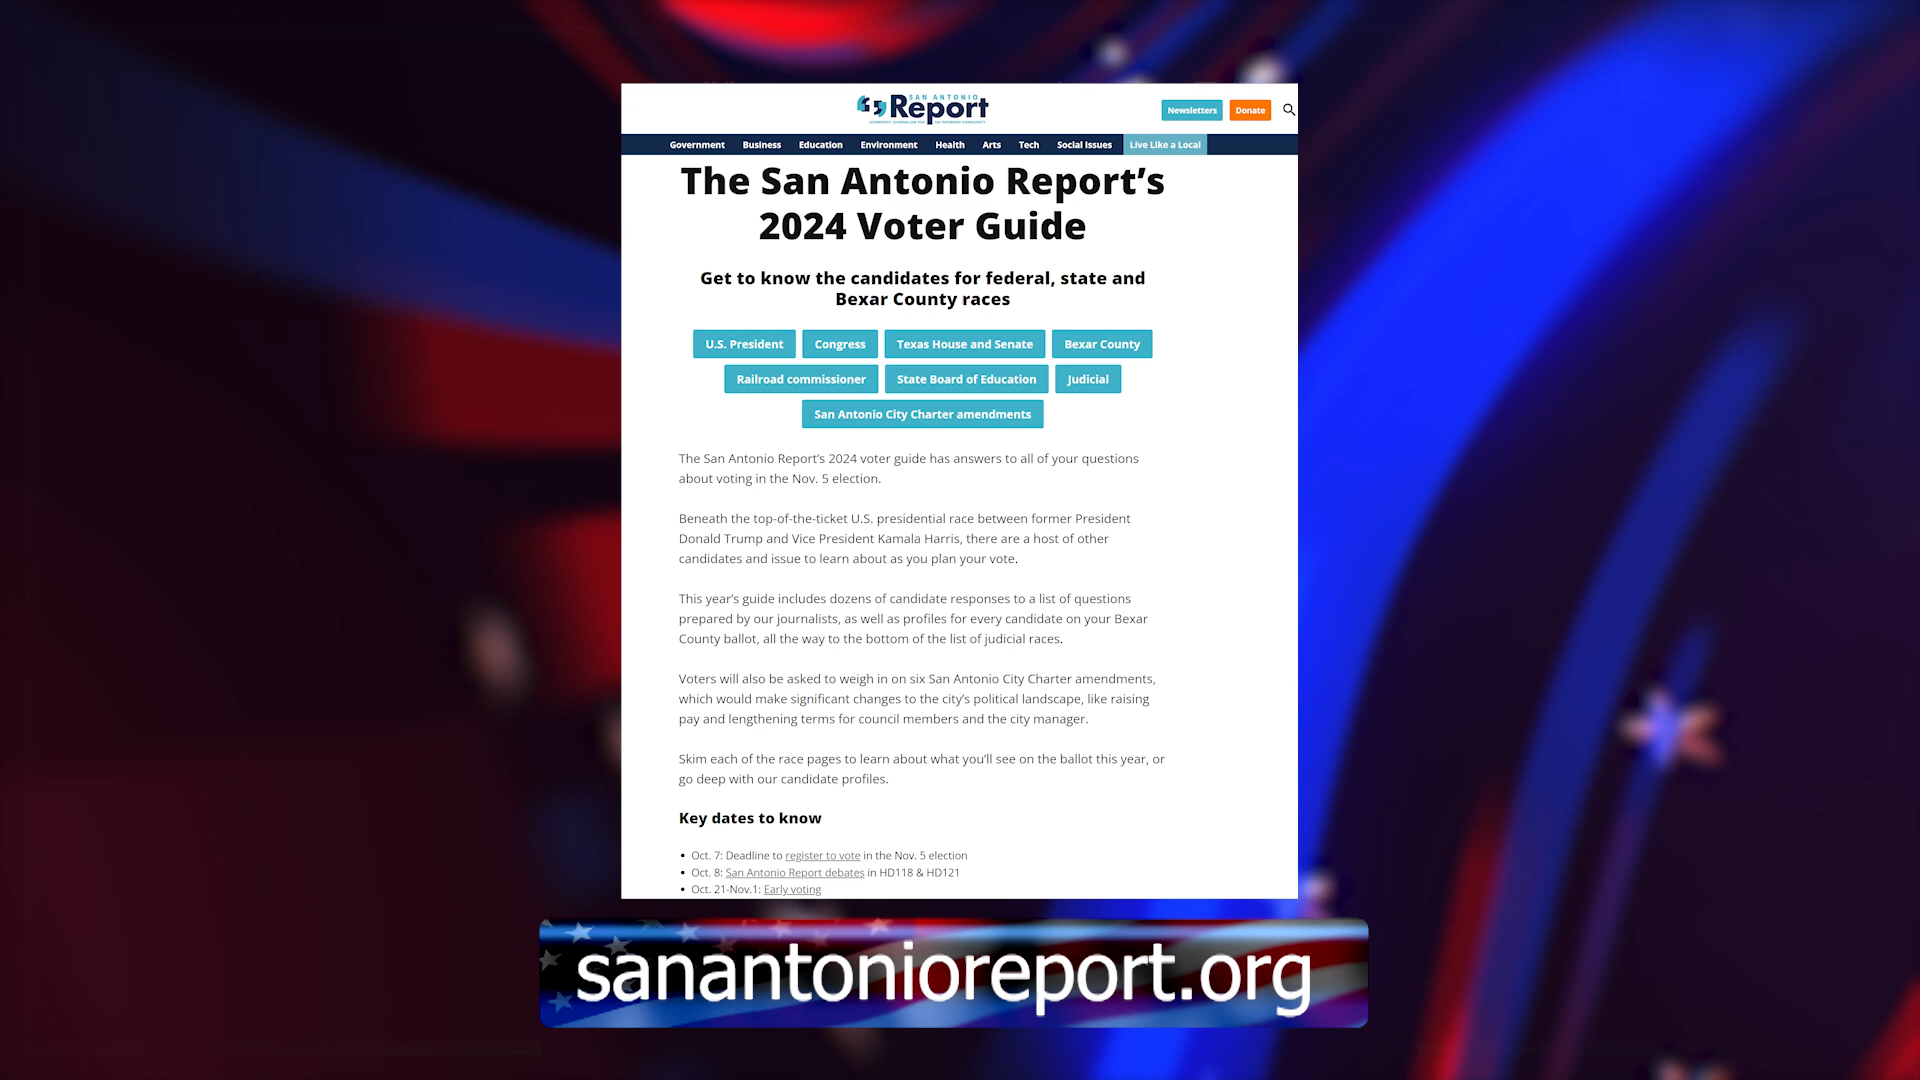 SAN ANTONIO
Report
Newsletters Donate
Government Business Education Environment Health Arts Tech Social Issues Live Like a Local
The San Antonio Report’s
2024 Voter Guide
Get to know the candidates for federal, state and
Bexar County races
U.S. President Congress Texas House and Senate Bexar County
Railroad commissioner State Board of Education Judicial
San Antonio City Charter amendments
The San Antonio Report’s 2024 voter guide has answers to all of your questions
about voting in the Nov. 5 election.
Beneath the top-of-the-ticket U.S. presidential race between former President
Donald Trump and Vice President Kamala Harris, there are a host of other
candidates and issue to learn about as you plan your vote.
This year’s guide includes dozens of candidate responses to a list of questions
prepared by our journalists, as well as profiles for every candidate on your Bexar
County ballot, all the way to the bottom of the list of judicial races.
Voters will also be asked to weigh in on six San Antonio City Charter amendments,
which would make significant changes to the city’s political landscape, like raising
pay and lengthening terms for council members and the city manager.
Skim each of the race pages to learn about what you’ll see on the ballot this year, or
go deep with our candidate profiles.
Key dates to know
• Oct. 7: Deadline to register to vote in the Nov. 5 election
• Oct. 8: San Antonio Report debates in HD118 & HD121
• Oct. 21-Nov.1: Early voting
sanantonioreport.org